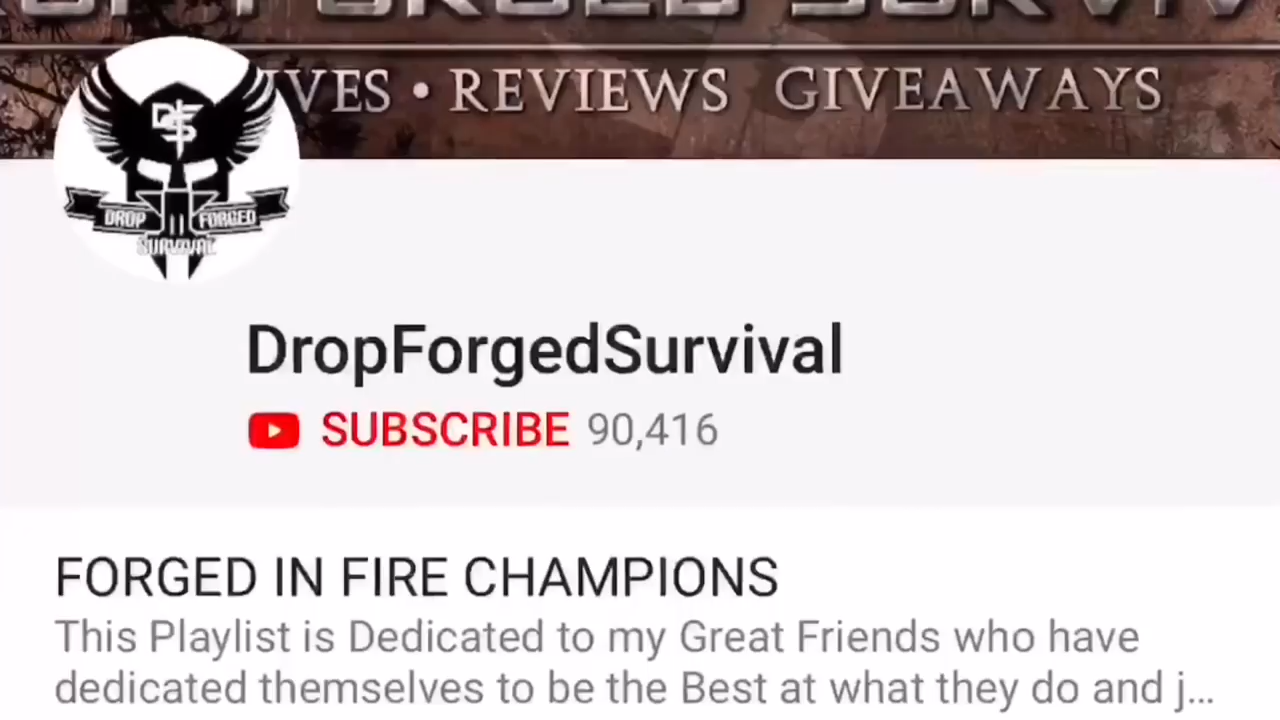 IVES • REVIEWS GIVEAWAYS
DFS
DROP FORGED
SURVIVAL
DropForgedSurvival
SUBSCRIBE 90,416
FORGED IN FIRE CHAMPIONS
This Playlist is Dedicated to my Great Friends who have
dedicated themselves to be the Best at what they do and j...